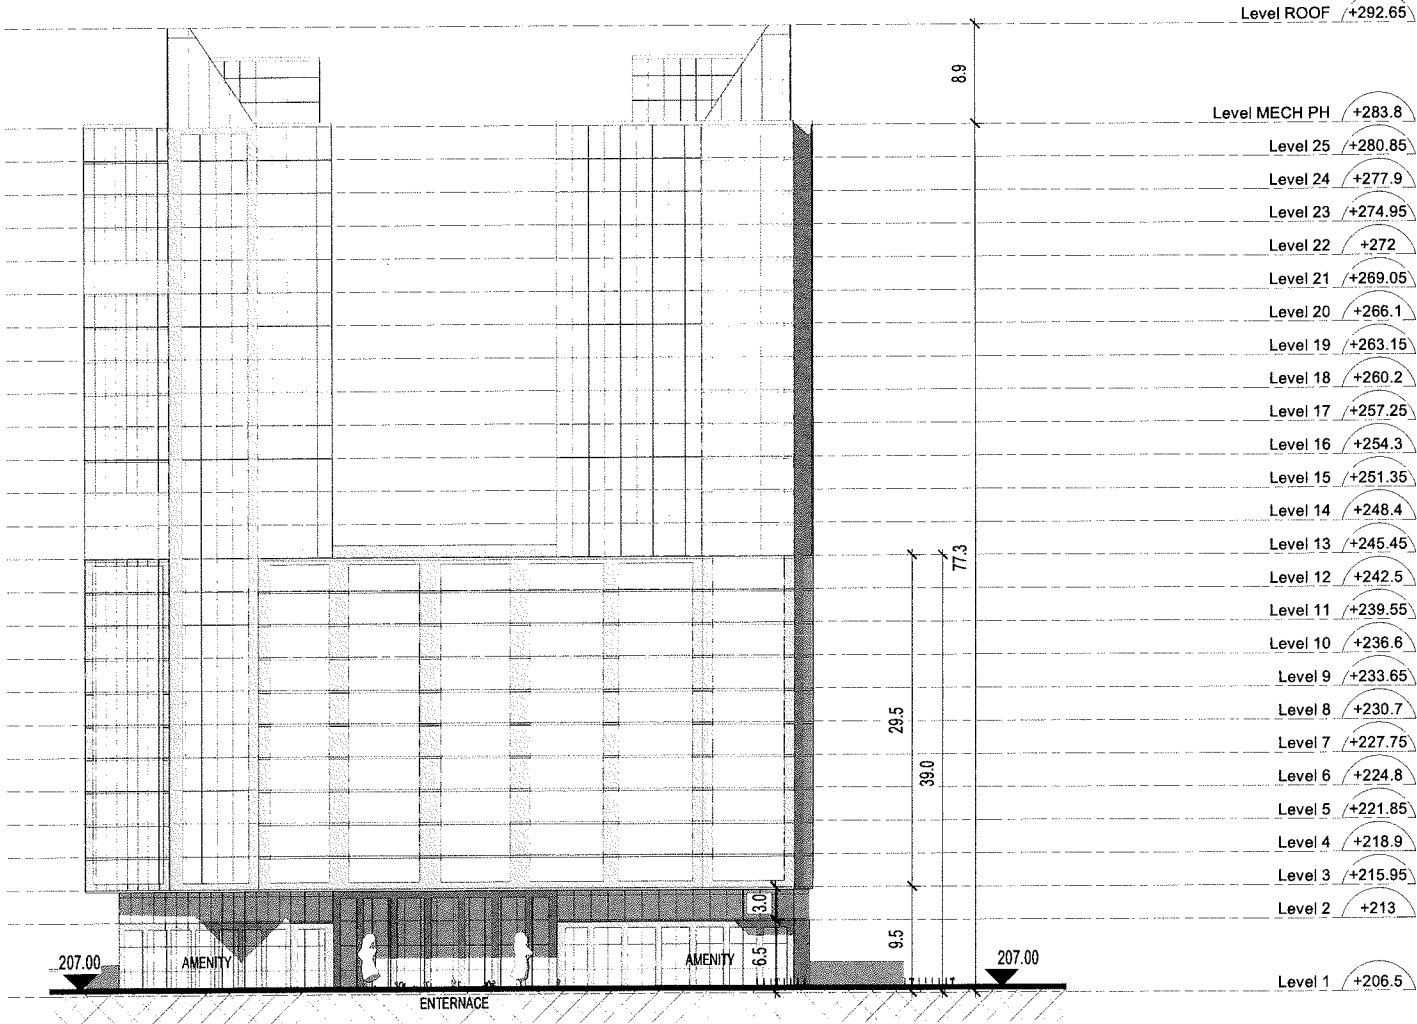 Level ROOF +292.65
8.9
Level MECH PH +283.8
Level 25 +280.85
Level 24 +277.9
Level 23 +274.95
Level 22 +272
Level 21 +269.05
Level 20 +266.1
Level 19 +263.15
Level 18 +260.2
Level 17 +257.25
Level 16 +254.3
Level 15 +251.35
Level 14 +248.4
Level 13 +245.45
77.3
Level 12 +242.5
Level 11 +239.55
Level 10 +236.6
Level 9 +233.65
Level 8 +230.7
29.5
Level 7 +227.75
39.0
Level 6 +224.8
Level 5 +221.85
Level 4 +218.9
Level 3 +215.95
3.0
Level 2 +213
9.5
6.5
207.00
AMENITY
AMENITY
207.00
Level 1 +206.5
ENTERNACE